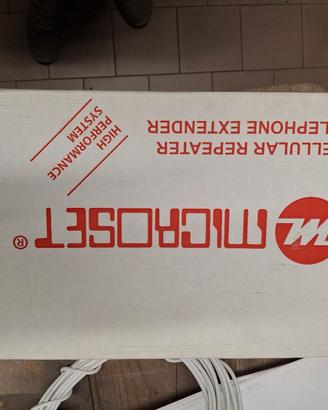 M MICROSET®
ELLULAR REPEATER
LEPHONE EXTENDER
HIGH
PERFORMANCE
SYSTEM